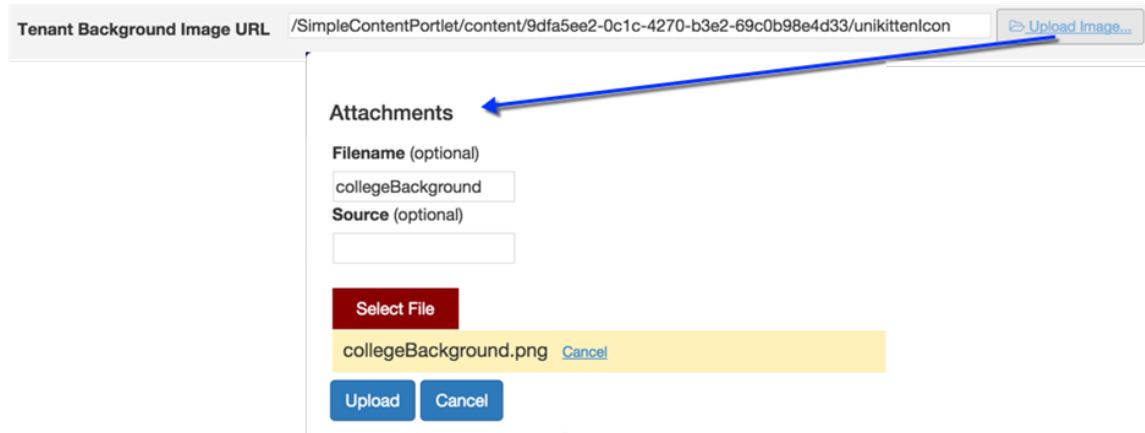 Tenant Background Image URL /SimpleContentPortlet/content/9dfa5ee2-0c1c-4270-b3e2-69c0b98e4d33/unikittenIcon Upload Image...
Attachments
Filename (optional)
collegeBackground
Source (optional)
Select File
collegeBackground.png Cancel
Upload Cancel